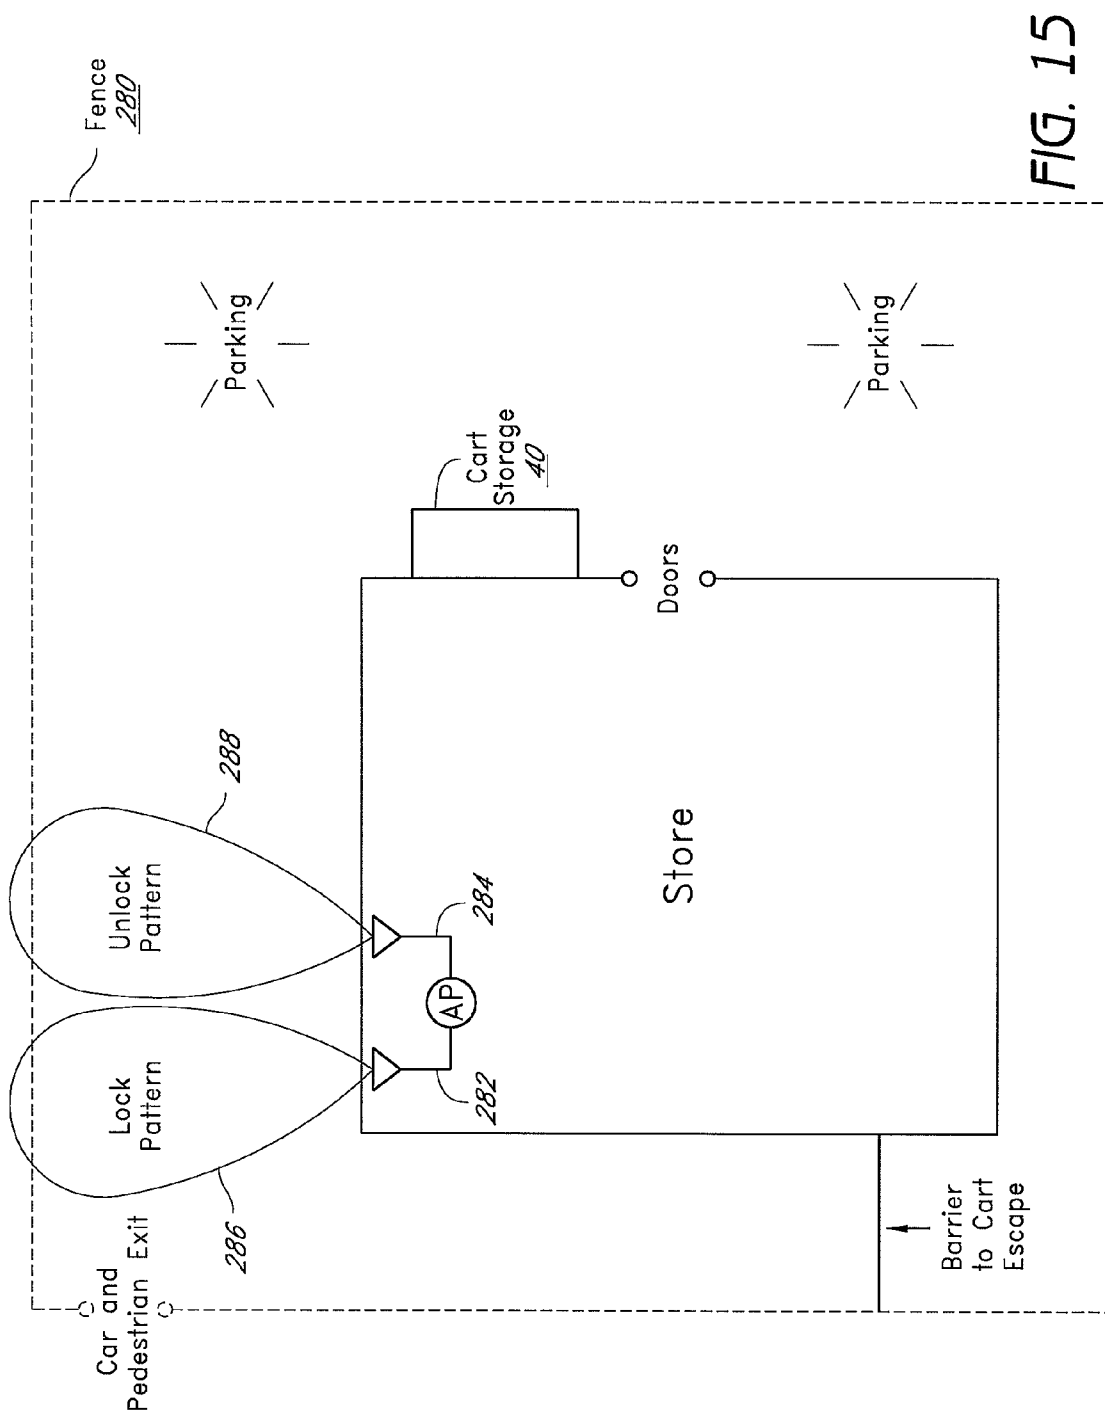 Car and
Pedestrian Exit
286
Lock
Pattern
Unlock
Pattern
288
Fence
280
Parking
282
AP
284
Cart
Storage
40
Store
Doors
Barrier
to Cart
Escape
Parking
FIG. 15